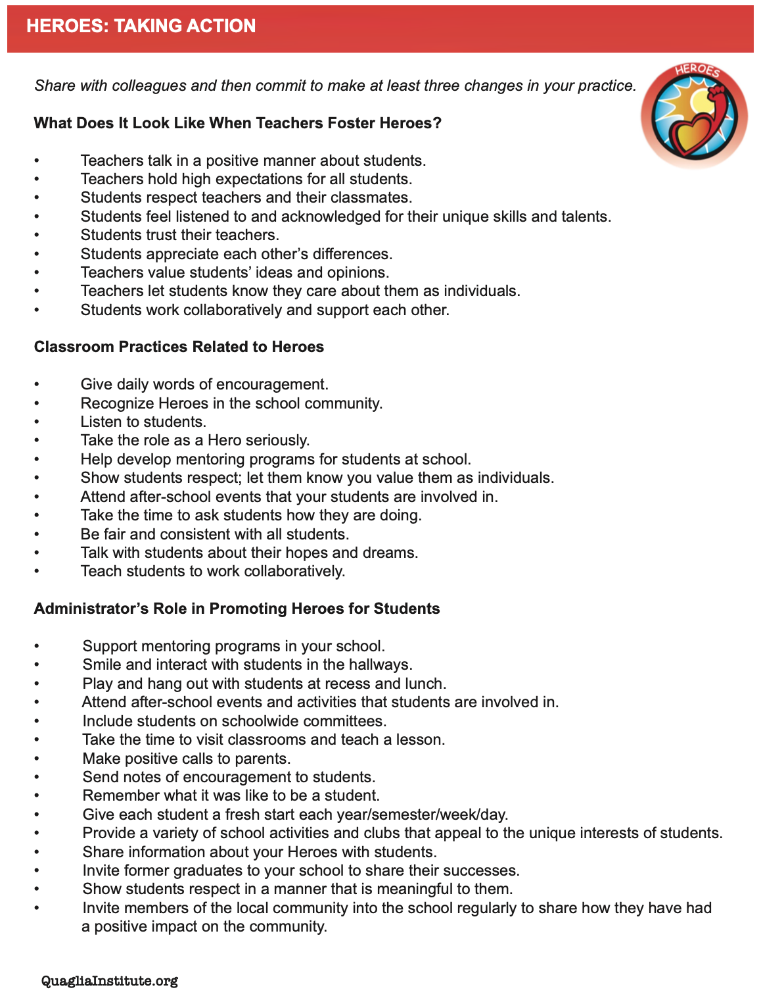 HEROES: TAKING ACTION
HEROES
Share with colleagues and then commit to make at least three changes in your practice.
What Does It Look Like When Teachers Foster Heroes?
• Teachers talk in a positive manner about students.
• Teachers hold high expectations for all students.
• Students respect teachers and their classmates.
• Students feel listened to and acknowledged for their unique skills and talents.
• Students trust their teachers.
• Students appreciate each other’s differences.
• Teachers value students’ ideas and opinions.
• Teachers let students know they care about them as individuals.
• Students work collaboratively and support each other.
Classroom Practices Related to Heroes
• Give daily words of encouragement.
• Recognize Heroes in the school community.
• Listen to students.
• Take the role as a Hero seriously.
• Help develop mentoring programs for students at school.
• Show students respect; let them know you value them as individuals.
• Attend after-school events that your students are involved in.
• Take the time to ask students how they are doing.
• Be fair and consistent with all students.
• Talk with students about their hopes and dreams.
• Teach students to work collaboratively.
Administrator’s Role in Promoting Heroes for Students
• Support mentoring programs in your school.
• Smile and interact with students in the hallways.
• Play and hang out with students at recess and lunch.
• Attend after-school events and activities that students are involved in.
• Include students on schoolwide committees.
• Take the time to visit classrooms and teach a lesson.
• Make positive calls to parents.
• Send notes of encouragement to students.
• Remember what it was like to be a student.
• Give each student a fresh start each year/semester/week/day.
• Provide a variety of school activities and clubs that appeal to the unique interests of students.
• Share information about your Heroes with students.
• Invite former graduates to your school to share their successes.
• Show students respect in a manner that is meaningful to them.
• Invite members of the local community into the school regularly to share how they have had
a positive impact on the community.
QuagliaInstitute.org